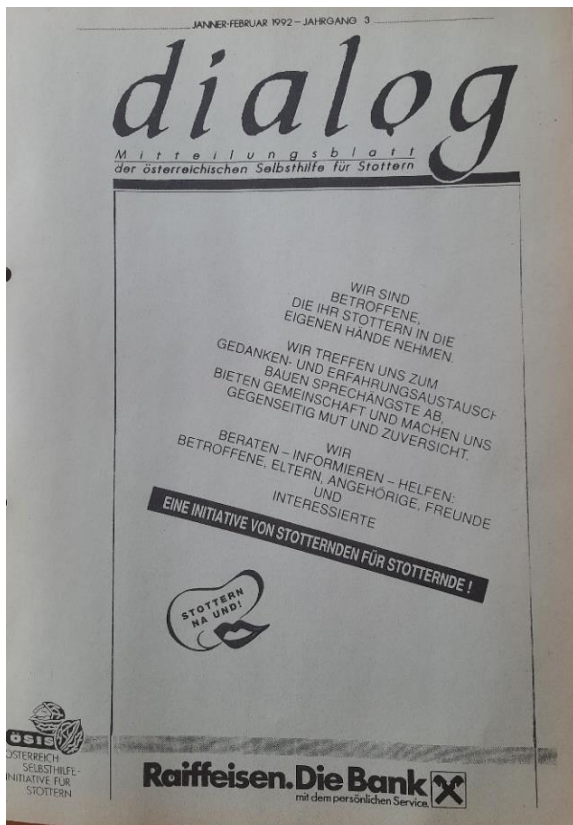 JÄNNER-FEBRUAR 1992 – JAHRGANG 3
dialog
Mitteilungsblatt
der österreichischen Selbsthilfe für Stottern
WIR SIND
BETROFFENE,
DIE IHR STOTTERN IN DIE
EIGENEN HÄNDE NEHMEN.
WIR TREFFEN UNS ZUM
GEDANKEN- UND ERFAHRUNGSAUSTAUSCH
BAUEN SPRECHÄNGSTE AB,
BIETEN GEMEINSCHAFT UND MACHEN UNS
GEGENSEITIG MUT UND ZUVERSICHT.
WIR
BERATEN – INFORMIEREN – HELFEN:
BETROFFENE, ELTERN, ANGEHÖRIGE, FREUNDE
UND
INTERESSIERTE
EINE INITIATIVE VON STOTTERNDEN FÜR STOTTERNDE !
STOTTERN
NA UND!
ÖSIS
ÖSTERREICH
SELBSTHILFE-
INITIATIVE FÜR
STOTTERN
Raiffeisen. Die Bank
mit dem persönlichen Service.